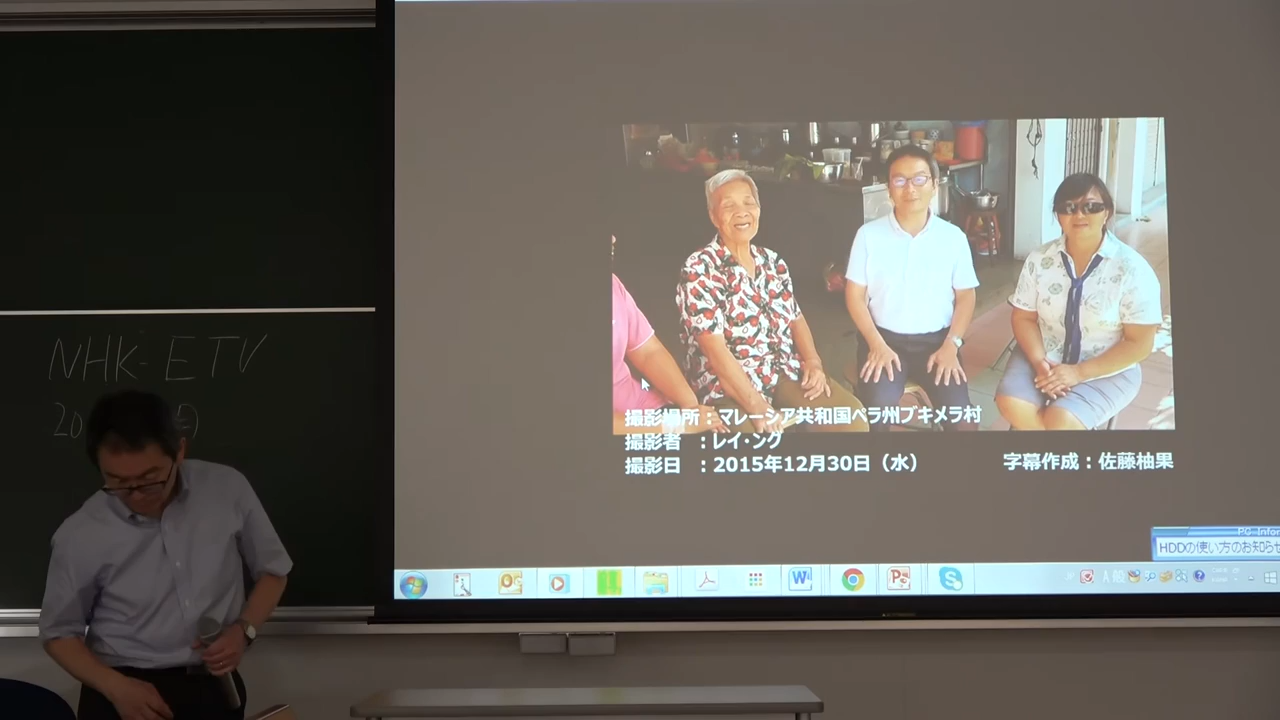 NHK-ETV
20
撮影場所：マレーシア共和国ペラ州ブキメラ村
撮影者　：レイ・ング
撮影日　：2015年12月30日（水）
字幕作成：佐藤柚果
HDDの使い方のお知らせ
A 般